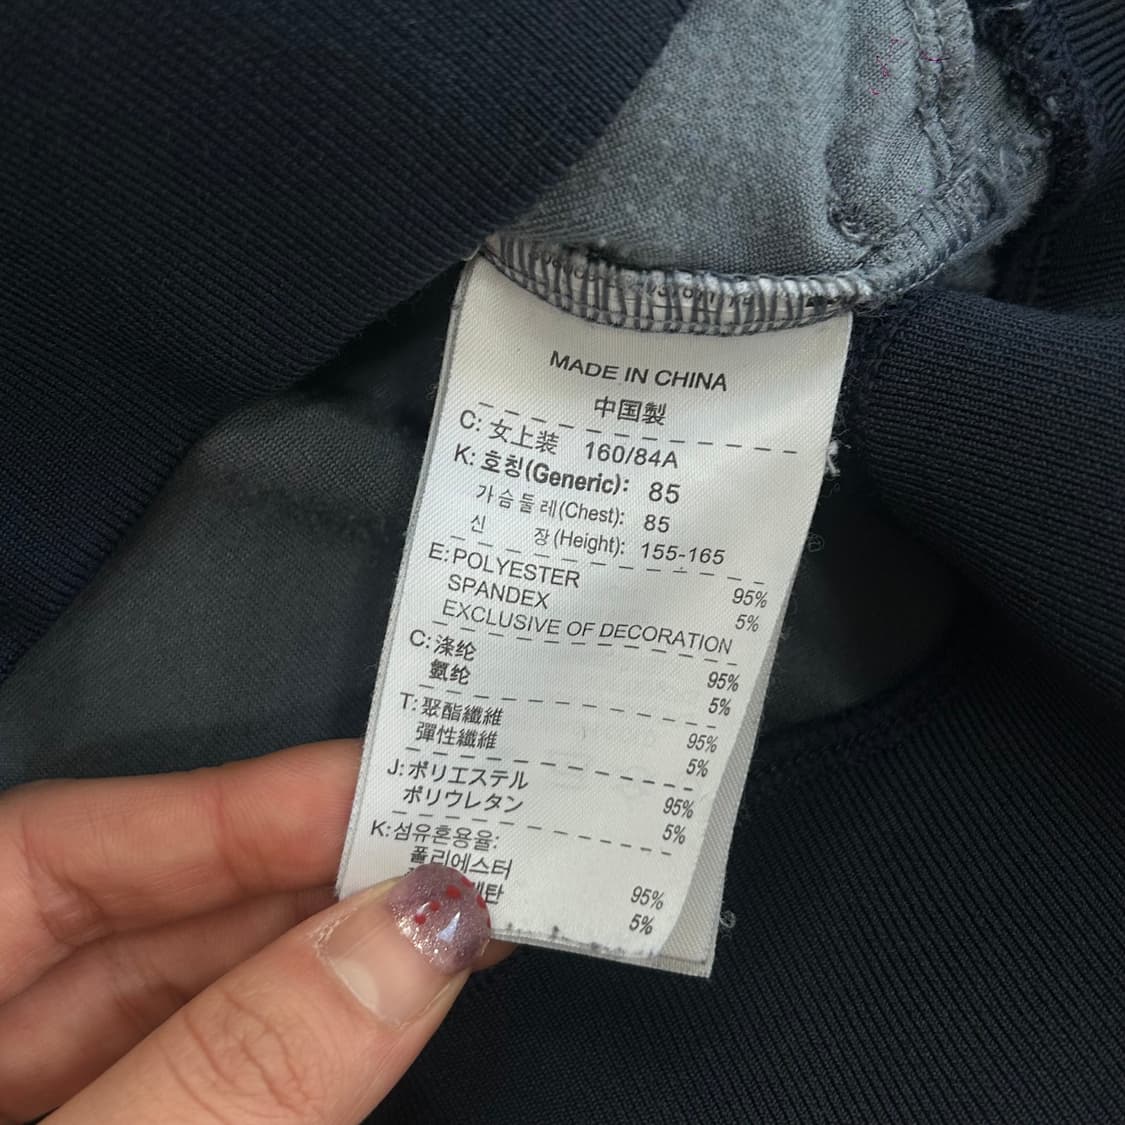 MADE IN CHINA
中国製
C: 女上装 160/84A
K: 호칭(Generic): 85
가슴둘레(Chest): 85
신 장(Height): 155-165
E: POLYESTER 95%
SPANDEX 5%
EXCLUSIVE OF DECORATION
C: 涤纶 95%
氨纶 5%
T: 聚酯纖維 95%
彈性纖維 5%
J: ポリエステル 95%
ポリウレタン 5%
K: 섬유혼용율:
폴리에스터 95%
5%